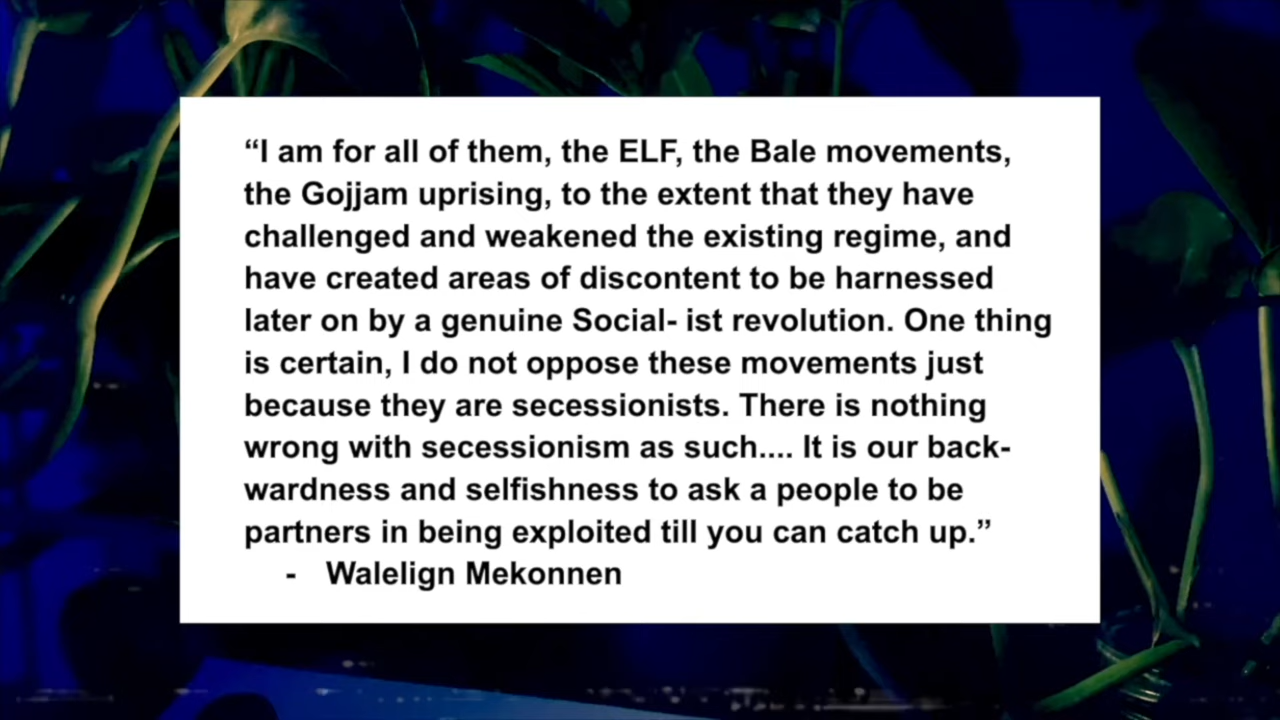 “I am for all of them, the ELF, the Bale movements,
the Gojjam uprising, to the extent that they have
challenged and weakened the existing regime, and
have created areas of discontent to be harnessed
later on by a genuine Social- ist revolution. One thing
is certain, I do not oppose these movements just
because they are secessionists. There is nothing
wrong with secessionism as such.... It is our back-
wardness and selfishness to ask a people to be
partners in being exploited till you can catch up.”
- Walelign Mekonnen